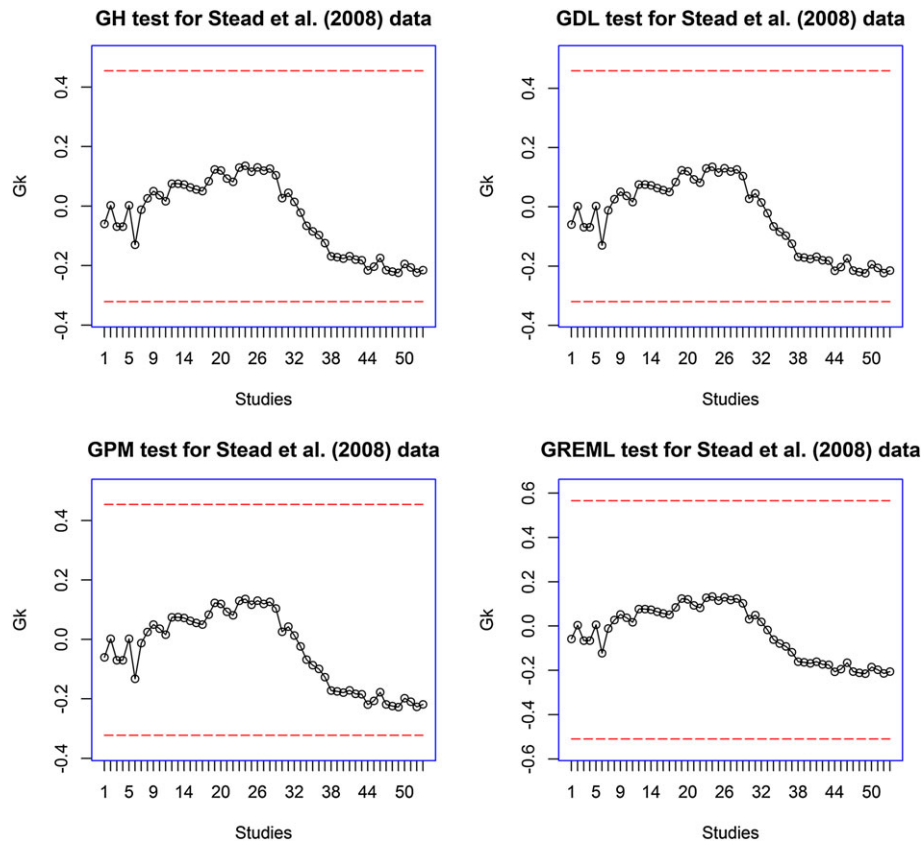 GH test for Stead et al. (2008) data
Gk
0.4
0.2
0.0
-0.2
-0.4
1 5 9 14 20 26 32 38 44 50
Studies
GDL test for Stead et al. (2008) data
Gk
0.4
0.2
0.0
-0.2
-0.4
1 5 9 14 20 26 32 38 44 50
Studies
GPM test for Stead et al. (2008) data
Gk
0.4
0.2
0.0
-0.2
-0.4
1 5 9 14 20 26 32 38 44 50
Studies
GREML test for Stead et al. (2008) data
Gk
0.6
0.4
0.2
0.0
-0.2
-0.4
-0.6
1 5 9 14 20 26 32 38 44 50
Studies